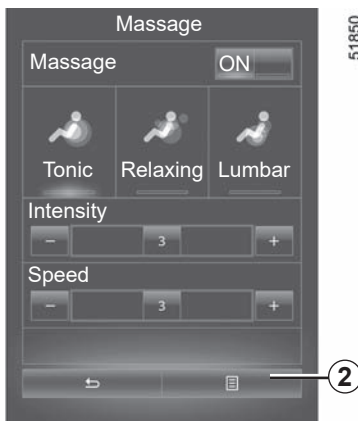 Massage
Massage ON
Tonic Relaxing Lumbar
Intensity
− 3 +
Speed
− 3 +
2
51850